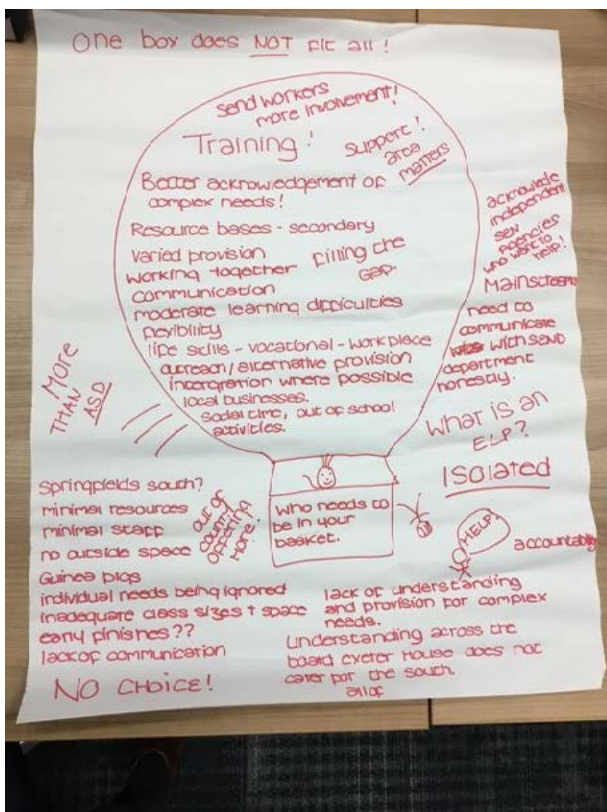 One box does NOT fit all!
send workers
more involvement!
Training!
support!
area
matters
Better acknowledgement of
complex needs!
Resource bases - secondary
varied provision
working together
communication
filling the
gap.
moderate learning difficulties
flexibility
life skills - vocational - workplace
outreach/alternative provision
intergration where possible
local businesses.
social time, out of school
activities.
acknowledge
independent
SEN
agencies
who want to
help!
Mainstreams
need to
communicate
with SEND
department
honestly.
What is an
ELP?
ISOLATED
MORE
THAN
ASD
who needs to
be in your
basket.
HELP!
accountability
springfields south?
minimal resources
minimal staff
no outside space
out of
county
offering
more!
Guinea pigs
individual needs being ignored
inadequate class sizes + space
early finishes??
lack of communication
NO CHOICE!
lack of understanding
and provision for complex
needs.
Understanding across the
board exeter House does not
cater for the south.
all of